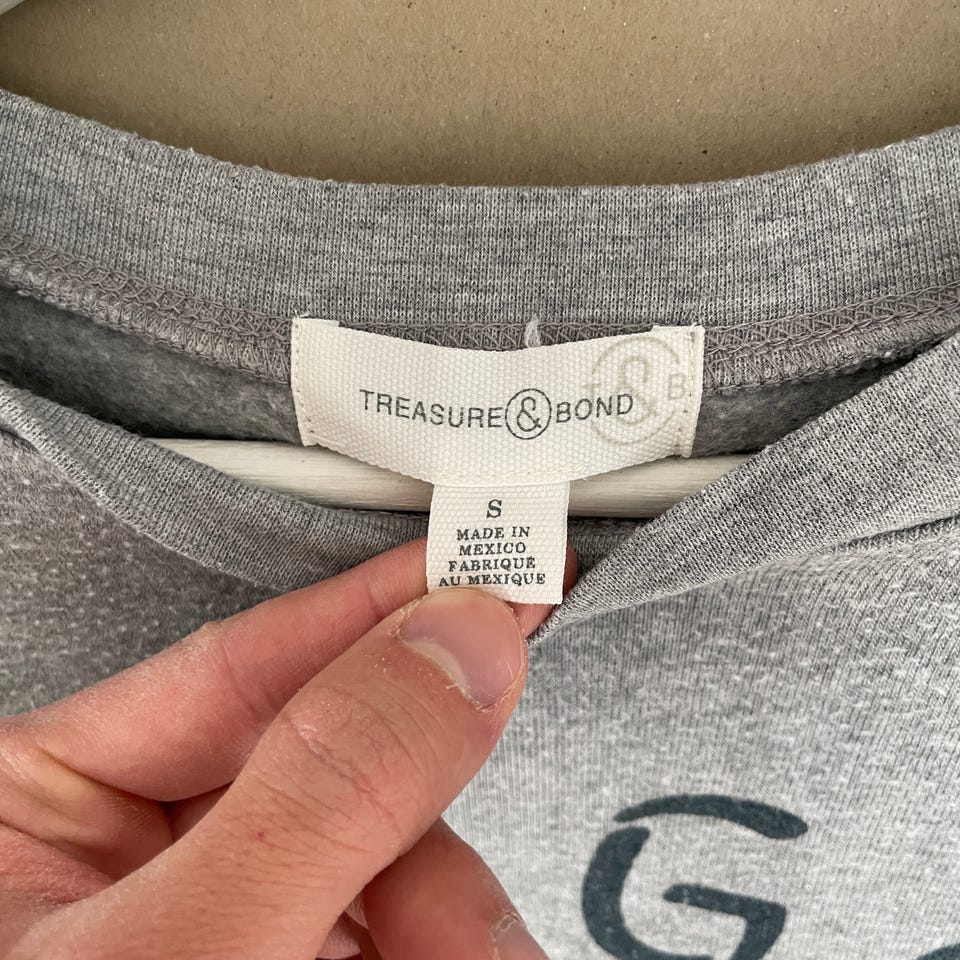 TREASURE & BOND
T & B
S
MADE IN
MEXICO
FABRIQUÉ
AU MEXIQUE
G